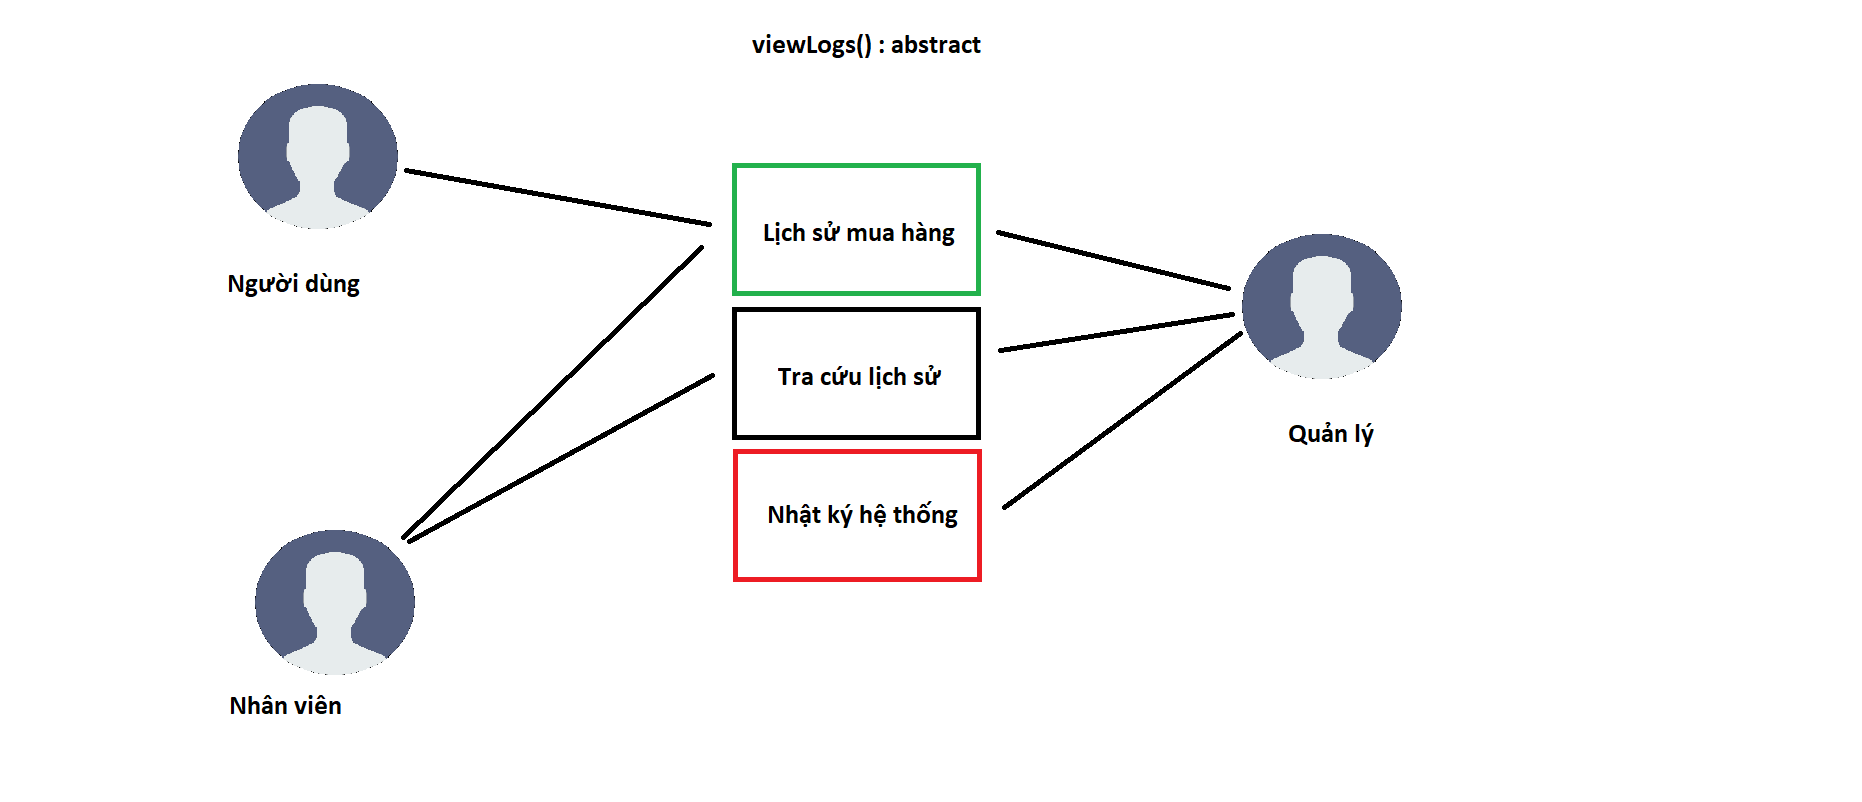 viewLogs() : abstract
Người dùng
Lịch sử mua hàng
Tra cứu lịch sử
Nhật ký hệ thống
Quản lý
Nhân viên